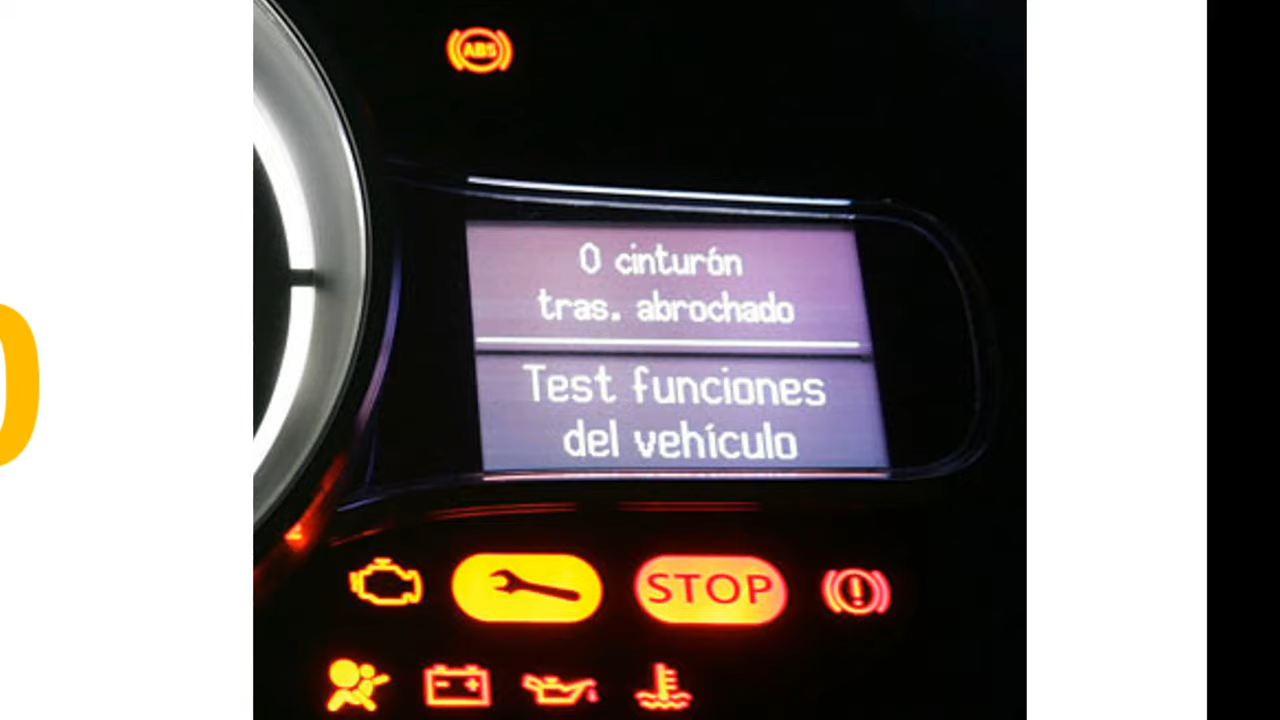 ABS
0 cinturón
tras. abrochado
Test funciones
del vehículo
STOP